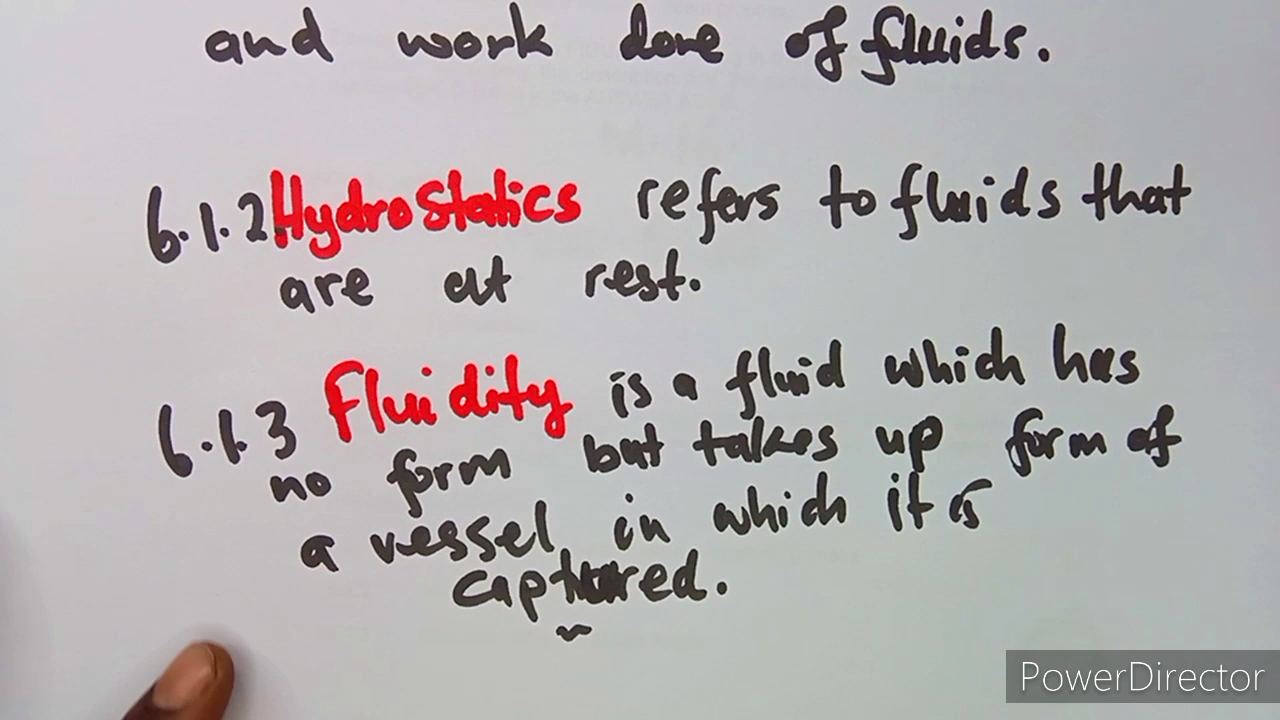 and work done of fluids.
6.1.2 Hydrostatics refers to fluids that
are at rest.
6.1.3 Fluidity is a fluid which has
no form but takes up form of
a vessel in which it is
captured.
PowerDirector